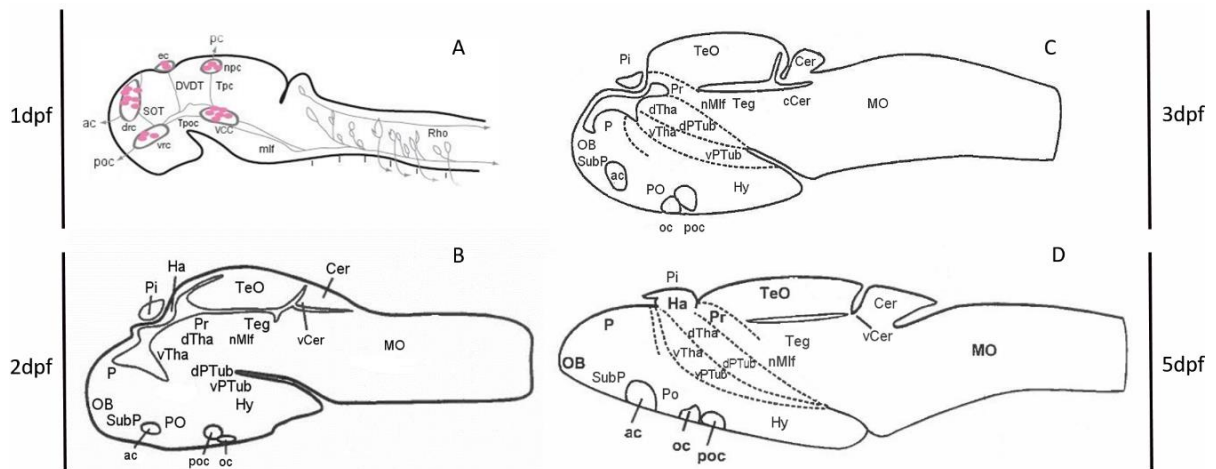 1dpf
A
pc
ec
npc
DVDT
Tpc
SOT
Tpoc
ac
drc
vrc
VCC
poc
mlf
Rho
C
TeO
Pi
Cer
Pr
nMlf
Teg
cCer
dTha
MO
P
dPTub
vTha
OB
vPTub
SubP
ac
PO
Hy
oc
poc
3dpf
2dpf
B
Ha
Cer
Pi
TeO
Pr
Teg
dTha
nMlf
vCer
vTha
MO
P
dPTub
vPTub
OB
Hy
SubP
PO
ac
poc
oc
D
Pi
TeO
Ha
Cer
P
Pr
dTha
Teg
vCer
vTha
dPTub
nMlf
MO
OB
vPTub
SubP
Po
Hy
ac
oc
poc
5dpf